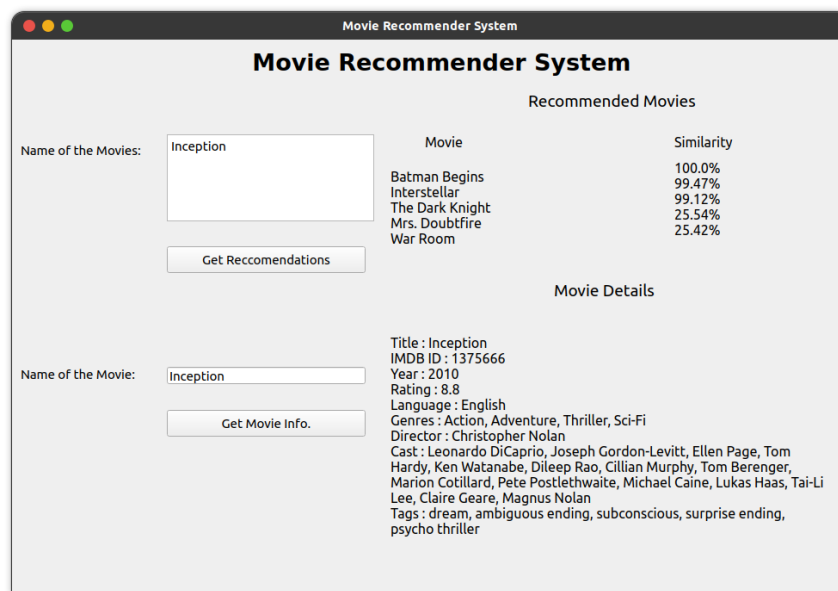 Movie Recommender System
Movie Recommender System
Recommended Movies
Name of the Movies:
Inception
Movie
Similarity
Batman Begins
Interstellar
The Dark Knight
Mrs. Doubtfire
War Room
100.0%
99.47%
99.12%
25.54%
25.42%
Get Reccomendations
Movie Details
Name of the Movie:
Inception
Get Movie Info.
Title : Inception
IMDB ID : 1375666
Year : 2010
Rating : 8.8
Language : English
Genres : Action, Adventure, Thriller, Sci-Fi
Director : Christopher Nolan
Cast : Leonardo DiCaprio, Joseph Gordon-Levitt, Ellen Page, Tom
Hardy, Ken Watanabe, Dileep Rao, Cillian Murphy, Tom Berenger,
Marion Cotillard, Pete Postlethwaite, Michael Caine, Lukas Haas, Tai-Li
Lee, Claire Geare, Magnus Nolan
Tags : dream, ambiguous ending, subconscious, surprise ending,
psycho thriller